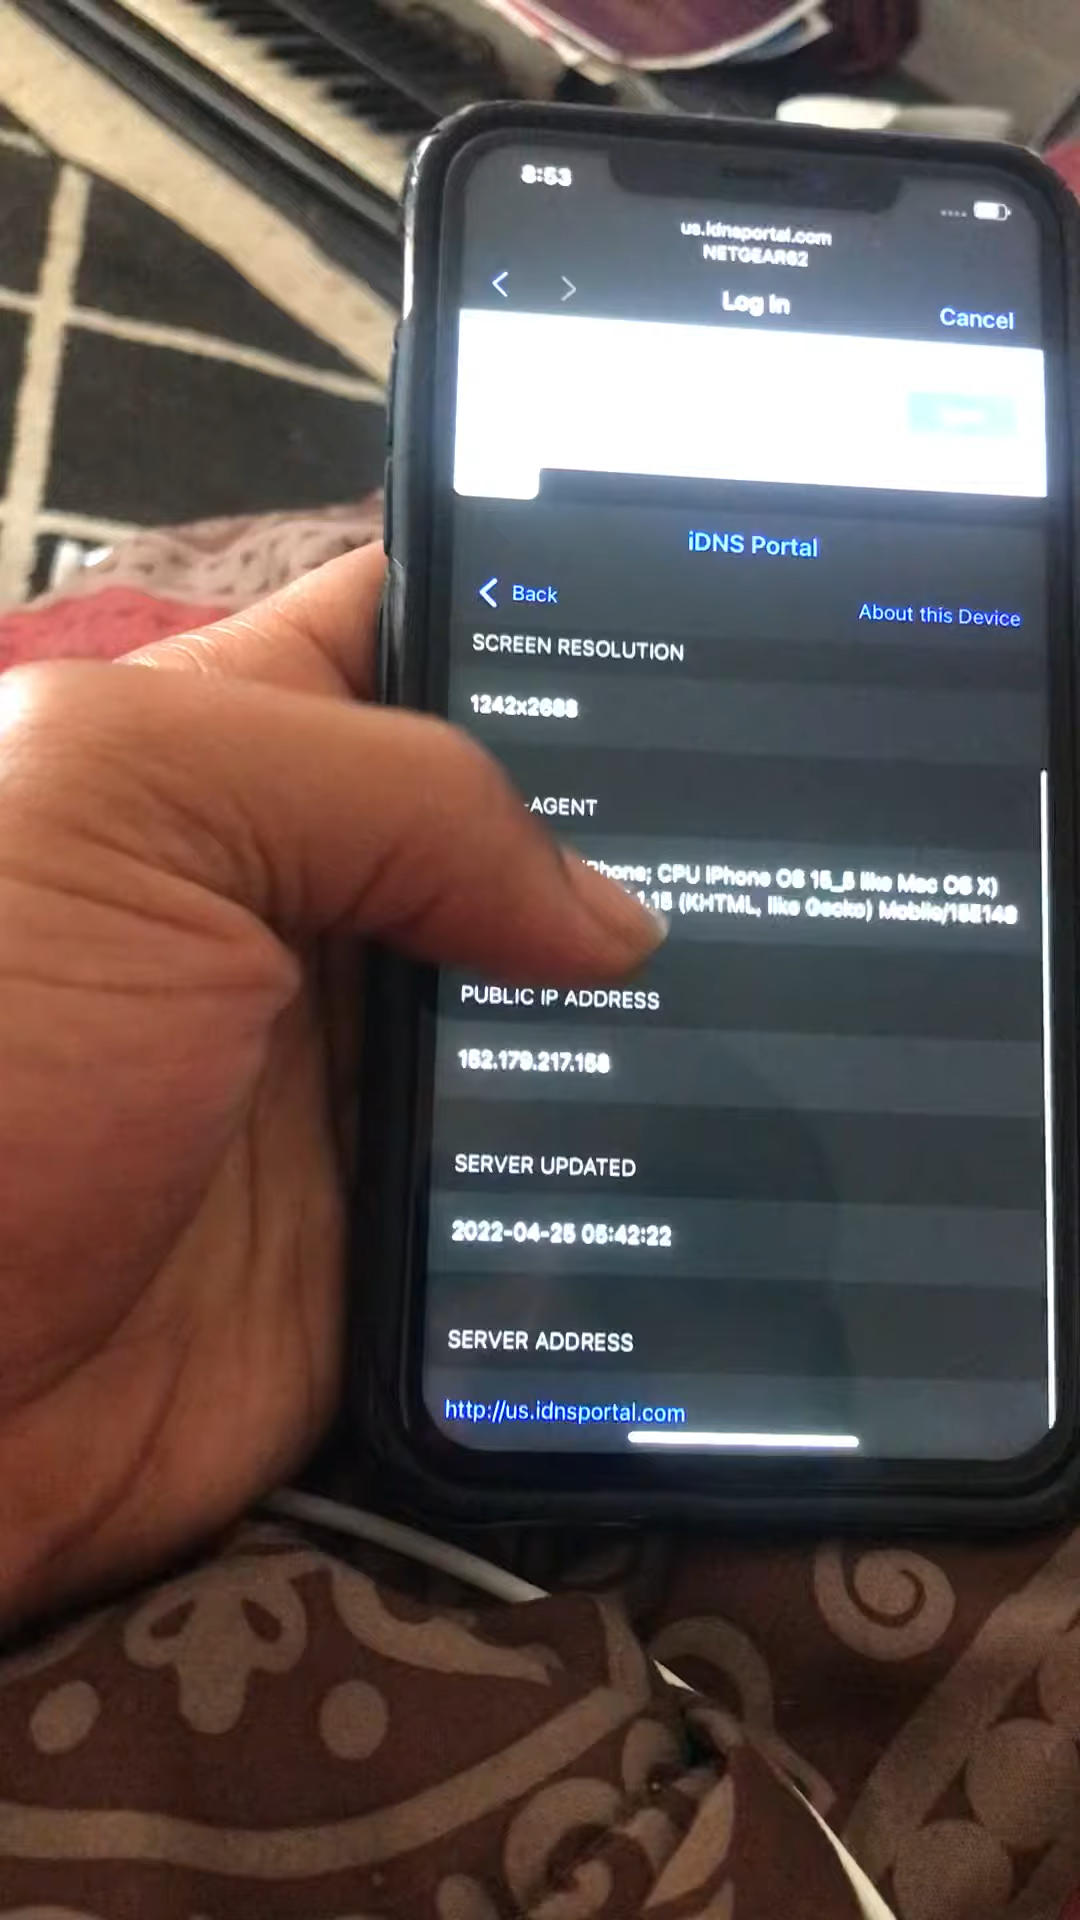 8:53
us.idnsportal.com
NETGEAR62
Log In
Cancel
iDNS Portal
Back
About this Device
SCREEN RESOLUTION
1242x2688
-AGENT
iPhone; CPU iPhone OS 15_5 like Mac OS X)
1.15 (KHTML, like Gecko) Mobile/15E148
PUBLIC IP ADDRESS
152.179.217.158
SERVER UPDATED
2022-04-25 05:42:22
SERVER ADDRESS
http://us.idnsportal.com